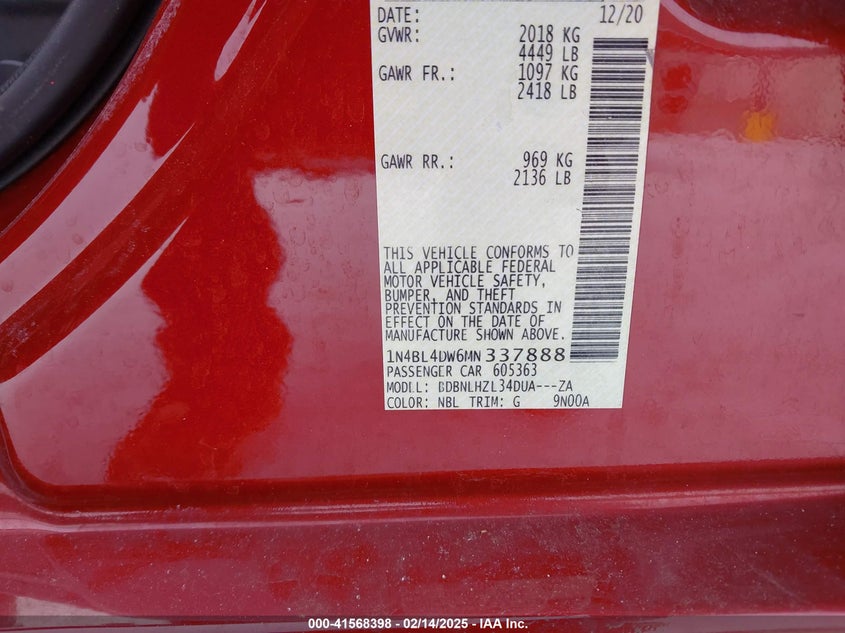 DATE: 12/20
GVWR: 2018 KG
4449 LB
GAWR FR.: 1097 KG
2418 LB
GAWR RR.: 969 KG
2136 LB
THIS VEHICLE CONFORMS TO
ALL APPLICABLE FEDERAL
MOTOR VEHICLE SAFETY,
BUMPER, AND THEFT
PREVENTION STANDARDS IN
EFFECT ON THE DATE OF
MANUFACTURE SHOWN ABOVE.
1N4BL4DW6MN337888
PASSENGER CAR 605363
MODEL: BDBNLHZL34DUA---ZA
COLOR: NBL TRIM: G 9N00A
000-41568398 - 02/14/2025 - IAAI.COM